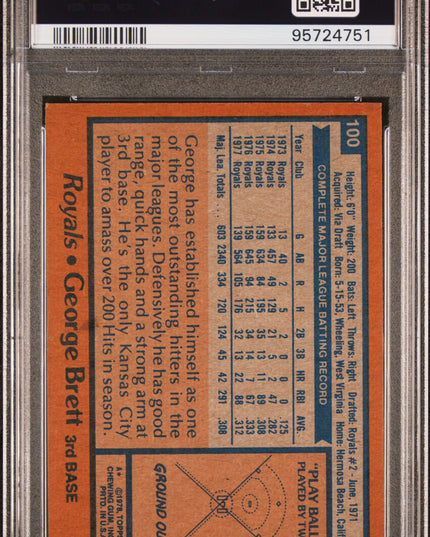 95724751
100
Height: 6'0" Weight: 200 Bats: Left Throws: Right Drafted: Royals #2 - June, 1971
Acquired: Via Draft Born: 5-15-53, Wheeling, West Virginia Home: Hermosa Beach, Calif
COMPLETE MAJOR LEAGUE BATTING RECORD
Year Club G AB R H 2B 3B HR RBI AVG.
1973 Royals 13 40 2 5 2 0 0 0 .125
1974 Royals 133 457 49 129 21 5 2 47 .282
1975 Royals 159 634 84 195 35 13 11 89 .308
1976 Royals 159 645 94 215 34 14 7 67 .333
1977 Royals 139 564 105 176 32 13 22 88 .312
Maj. Lea. Totals ... 603 2340 334 720 124 45 42 291 .308
George has established himself as one
of the most outstanding hitters in the
major leagues. Defensively he has good
range, quick hands and a strong arm at
3rd base. He's the only Kansas City
player to amass over 200 Hits in season.
Royals • George Brett 3rd BASE
"PLAY BALL
PLAYED BY TW
GROUND OU
A* ©1978, TOPPS
CHEWING GUM, INC
PRTD. IN U.S.